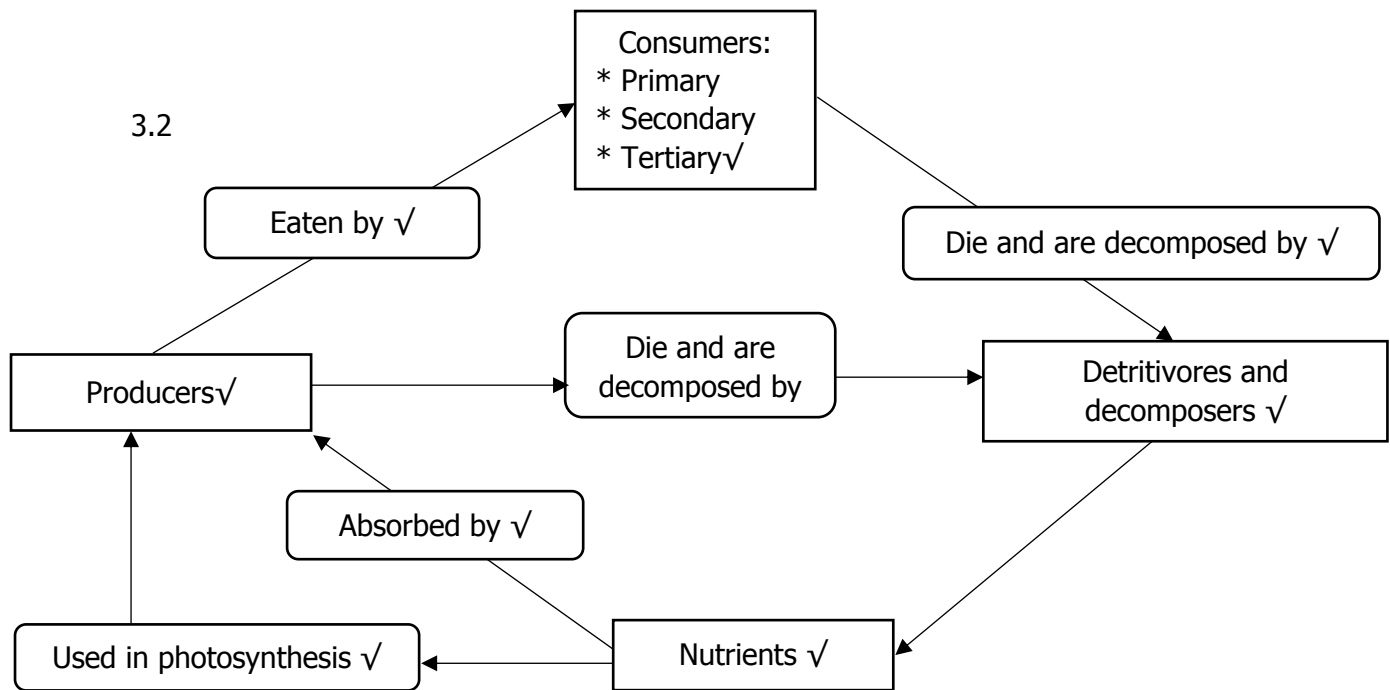 Consumers:
* Primary
* Secondary
* Tertiary√
3.2
Eaten by √
Die and are decomposed by √
Die and are
decomposed by
Detritivores and
decomposers √
Producers√
Absorbed by √
Used in photosynthesis √
Nutrients √